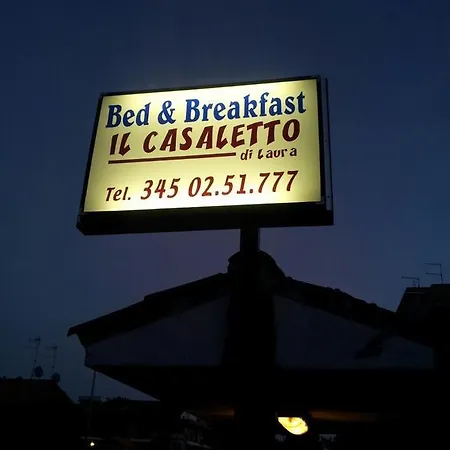 Bed & Breakfast
IL CASALETTO
di Laura
Tel. 345 02.51.777